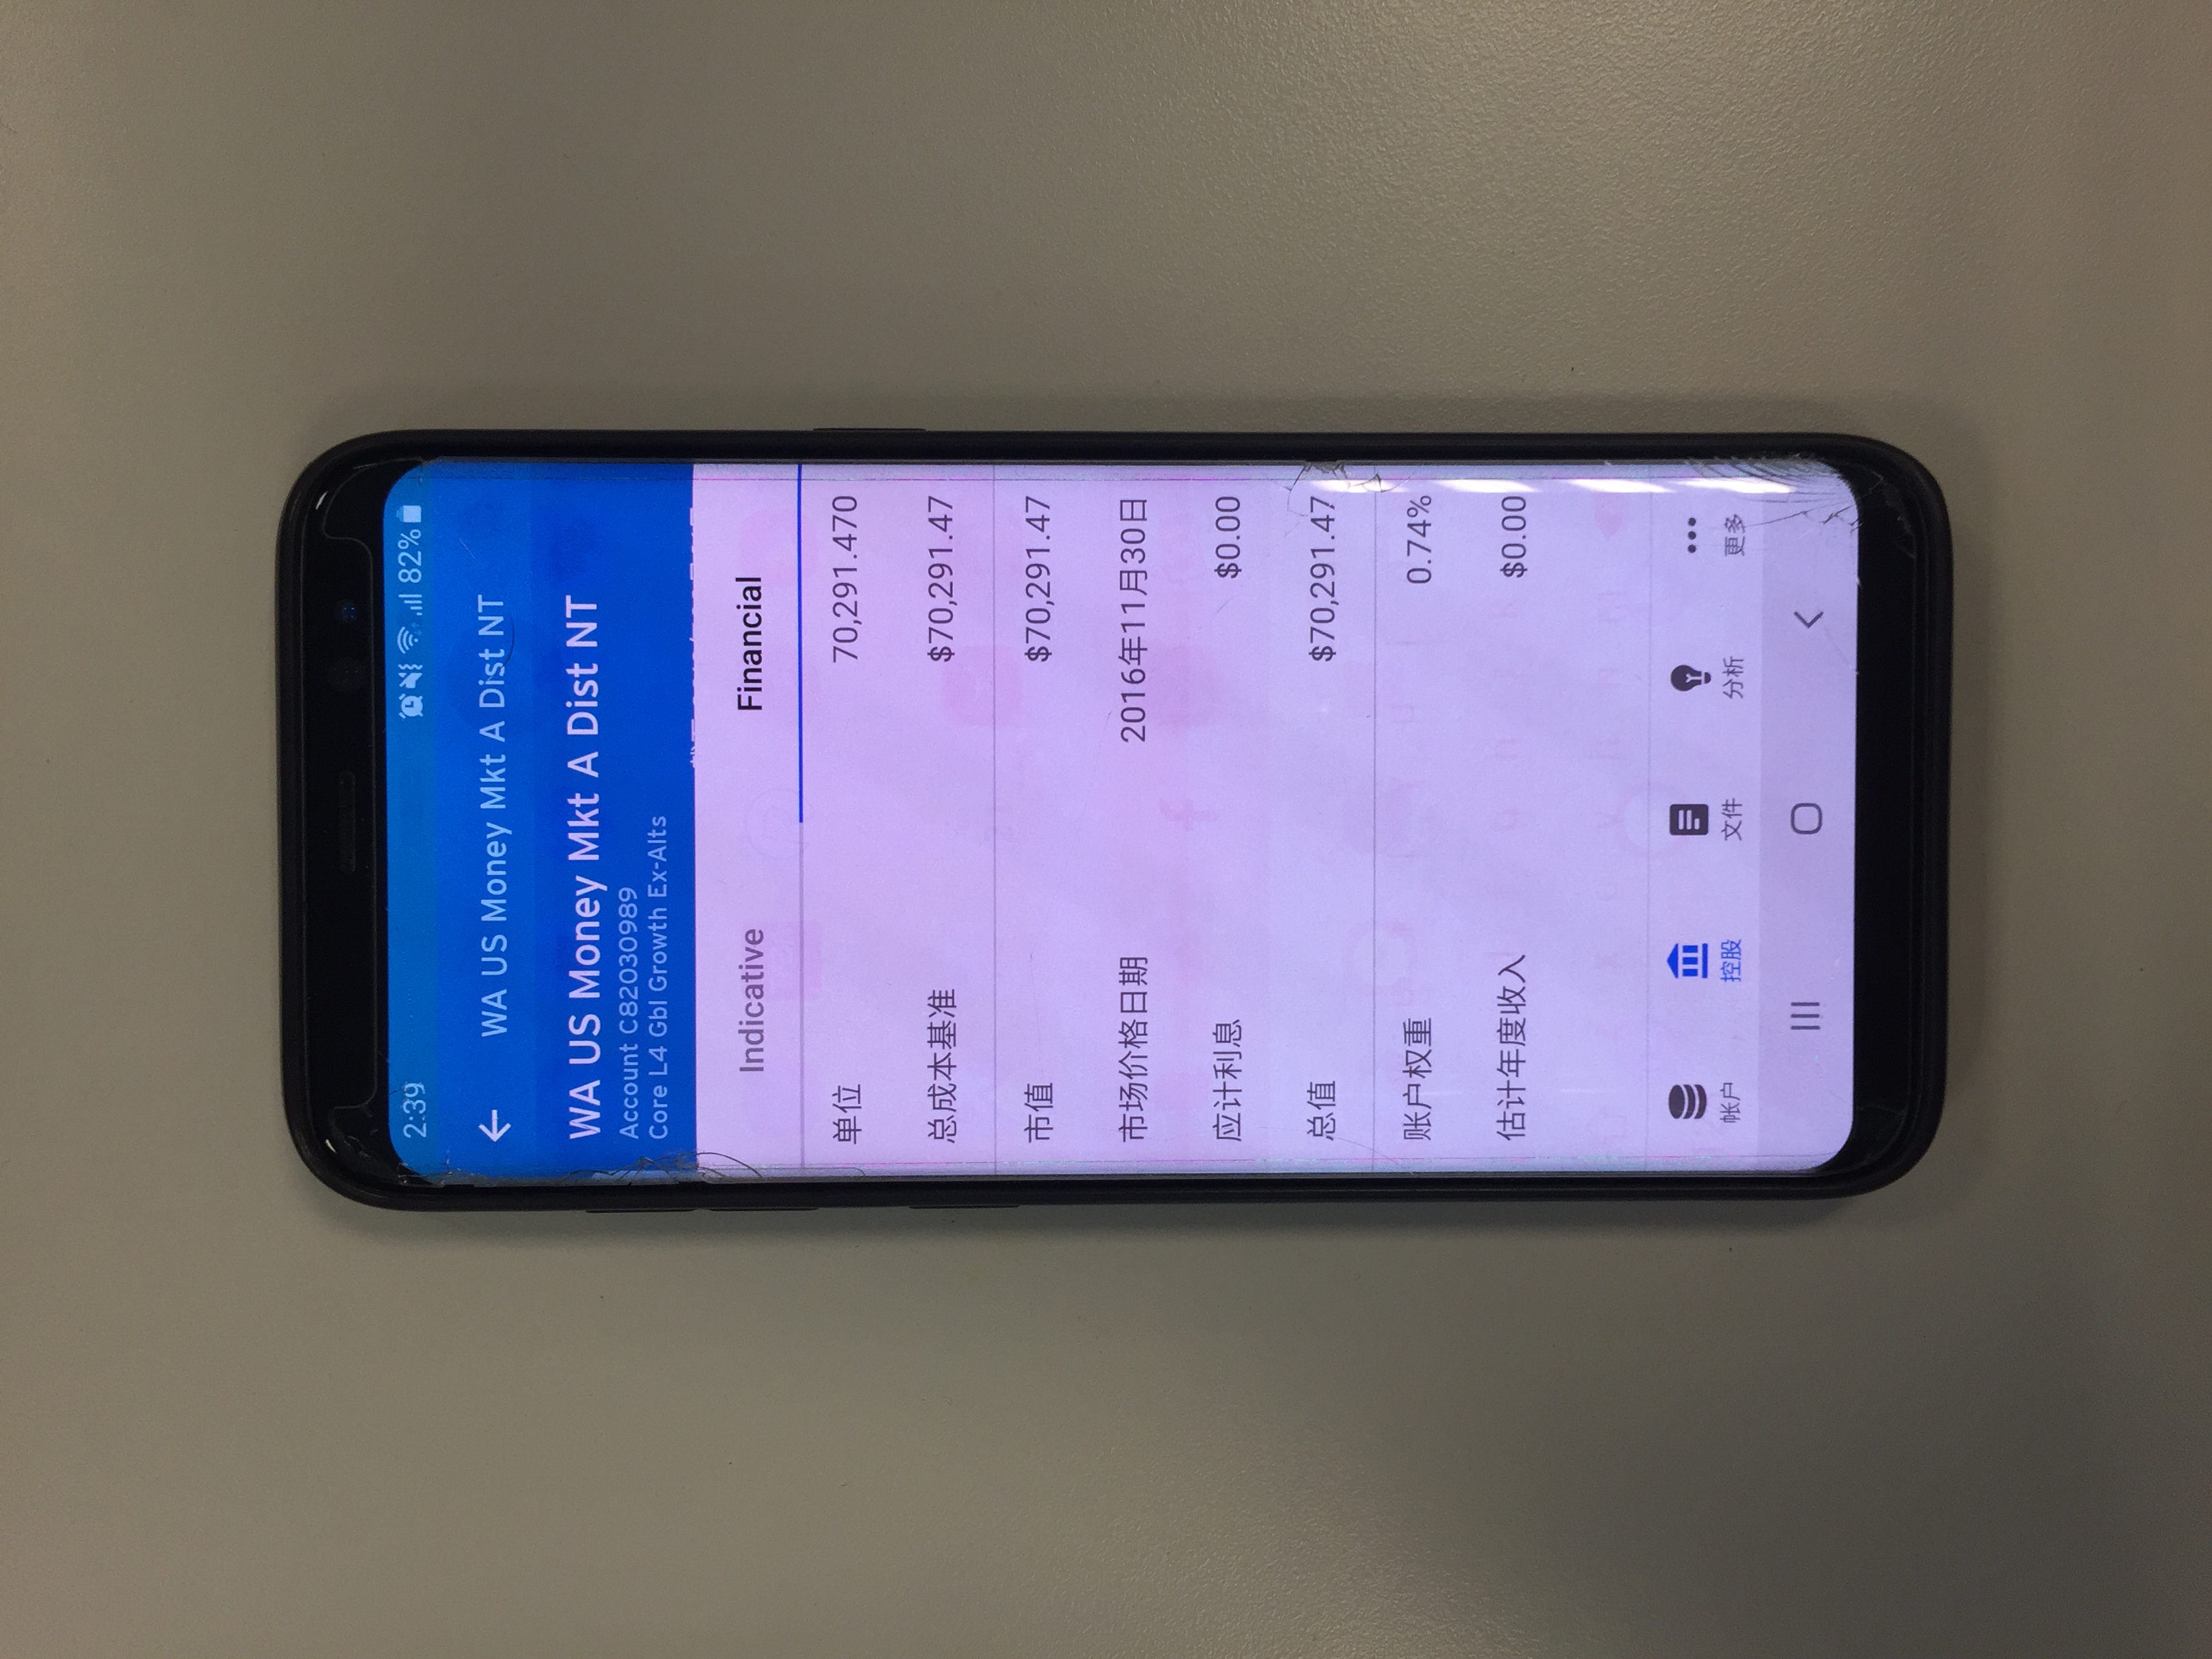 2:39 82%
WA US Money Mkt A Dist NT
WA US Money Mkt A Dist NT
Account C82030989
Core L4 Gbl Growth Ex-Alts
Indicative Financial
单位 70,291.470
总成本基准 $70,291.47
市值 $70,291.47
市场价格日期 2016年11月30日
应计利息 $0.00
总值 $70,291.47
账户权重 0.74%
估计年度收入 $0.00
帐户 控股 文件 分析 更多